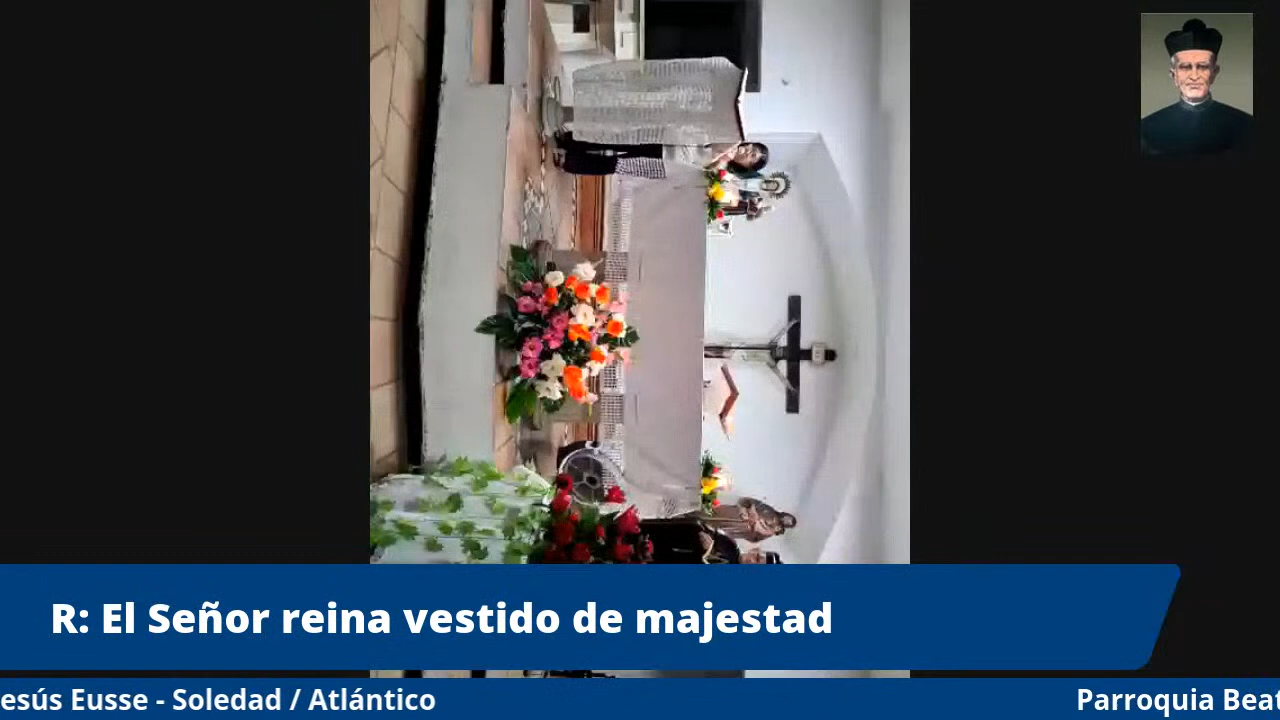 R: El Señor reina vestido de majestad
esús Eusse - Soledad / Atlántico
Parroquia Beat